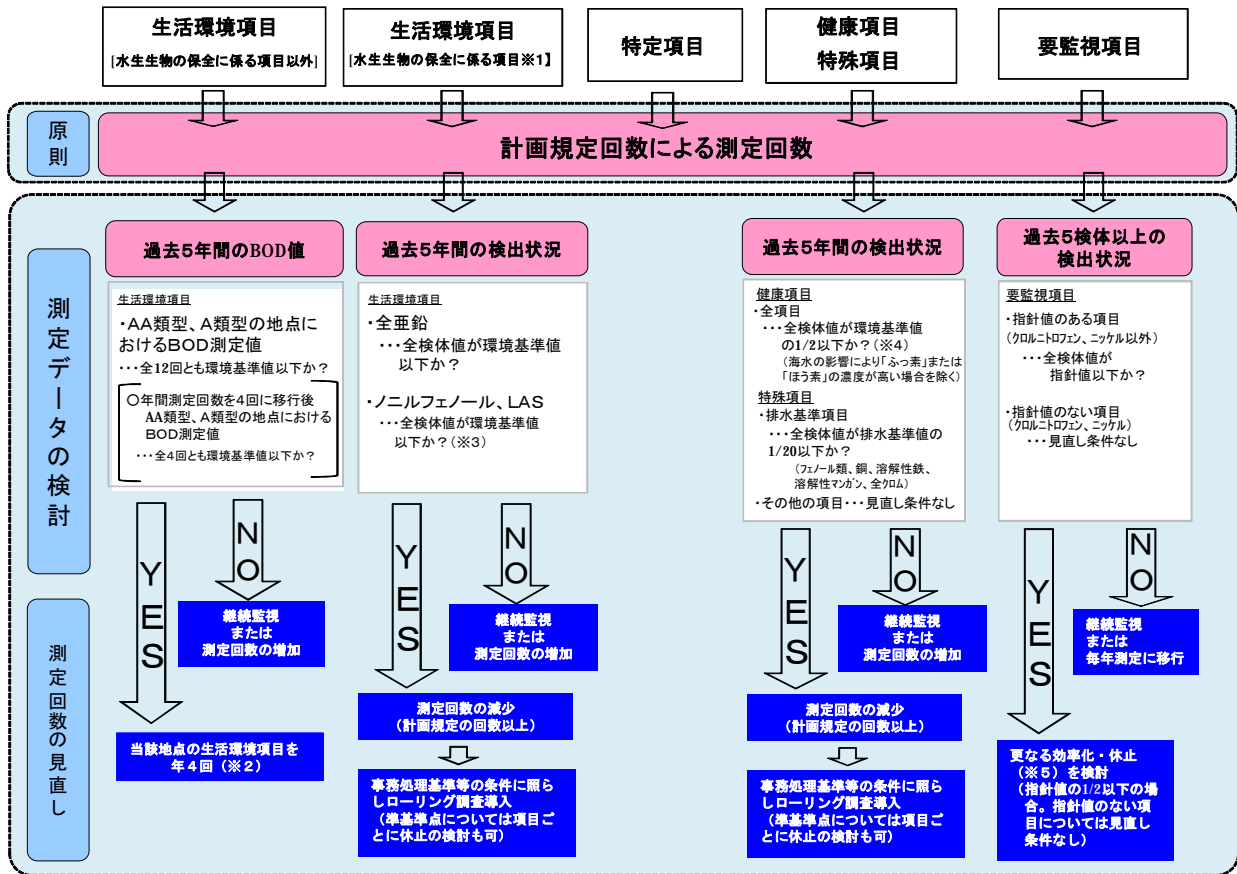 生活環境項目
[水生生物の保全に係る項目以外]
生活環境項目
[水生生物の保全に係る項目※1】
特定項目
健康項目
特殊項目
要監視項目
原則
計画規定回数による測定回数
測定データの検討
過去5年間のBOD値
生活環境項目
・AA類型、A類型の地点に
おけるBOD測定値
・・・全12回とも環境基準値以下か？
○年間測定回数を4回に移行後
AA類型、A類型の地点における
BOD測定値
・・・全4回とも環境基準値以下か？
過去5年間の検出状況
生活環境項目
・全亜鉛
・・・全検体値が環境基準値
以下か？
・ノニルフェノール、LAS
・・・全検体値が環境基準値
以下か？(※3)
過去5年間の検出状況
健康項目
・全項目
・・・全検体値が環境基準値
の1/2以下か？(※4)
(海水の影響により｢ふっ素」または
「ほう素」の濃度が高い場合を除く)
特殊項目
・排水基準項目
・・・全検体値が排水基準値の
1/20以下か？
(フェノール類、銅、溶解性鉄、
溶解性マンガン、全クロム)
・その他の項目・・・見直し条件なし
過去5検体以上の
検出状況
要監視項目
・指針値のある項目
(クロルニトロフェン、ニッケル以外)
・・・全検体値が
指針値以下か？
・指針値のない項目
(クロルニトロフェン、ニッケル)
・・・見直し条件なし
測定回数の見直し
YES
NO
継続監視
または
測定回数の増加
当該地点の生活環境項目を
年４回（※２）
YES
NO
継続監視
または
測定回数の増加
測定回数の減少
（計画規定の回数以上）
事務処理基準等の条件に照ら
しローリング調査導入
（準基準点については項目ご
とに休止の検討も可）
YES
NO
継続監視
または
測定回数の増加
測定回数の減少
（計画規定の回数以上）
事務処理基準等の条件に照ら
しローリング調査導入
（準基準点については項目ご
とに休止の検討も可）
YES
NO
継続監視
または
毎年測定に移行
更なる効率化・休止
（※５）を検討
（指針値の1/2以下の場
合。指針値のない項
目については見直し
条件なし）